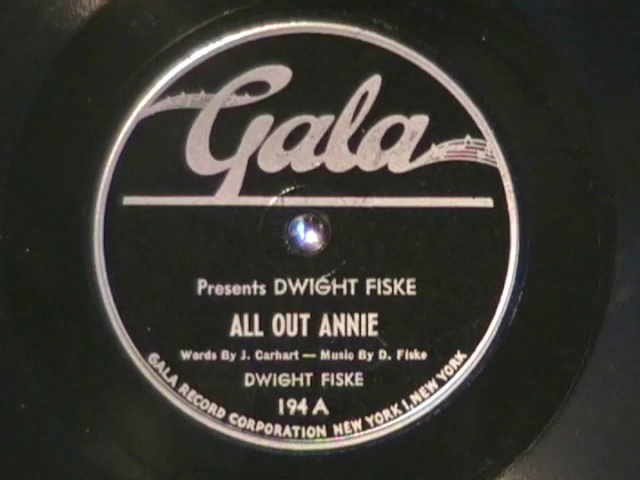 Gala
Presents DWIGHT FISKE
ALL OUT ANNIE
Words By J. Carhart — Music By D. Fiske
DWIGHT FISKE
194 A
GALA RECORD CORPORATION NEW YORK 1, NEW YORK